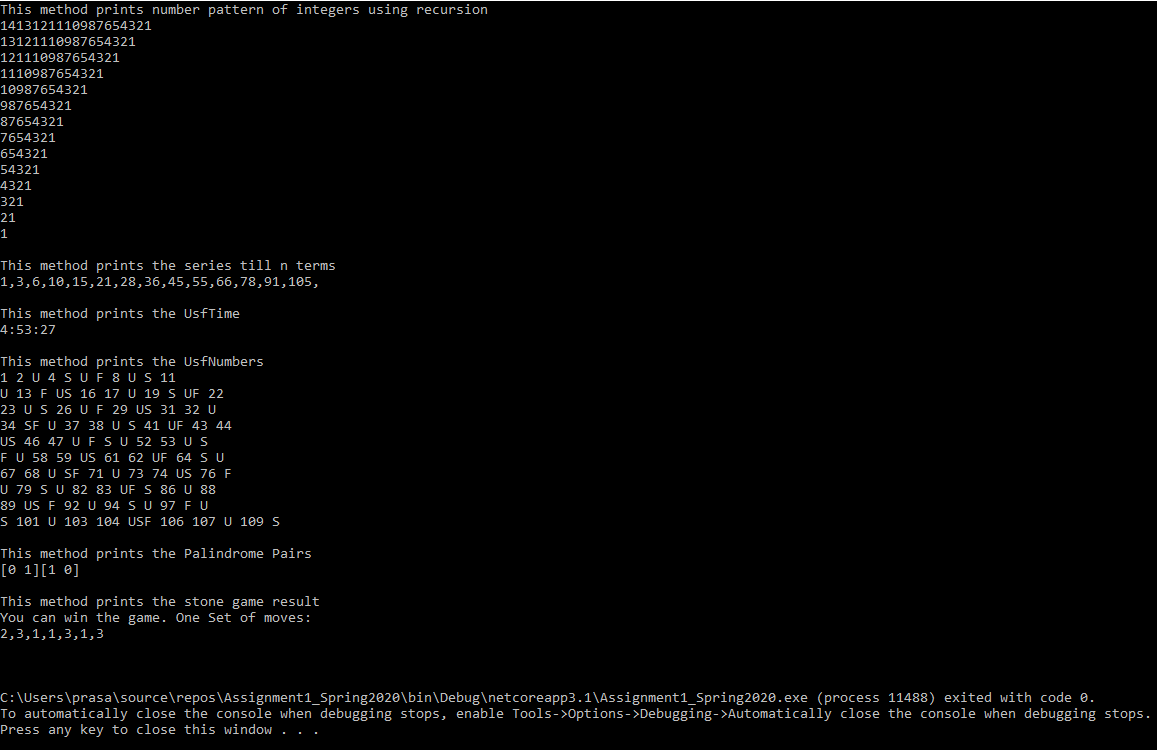 This method prints number pattern of integers using recursion
1413121110987654321
13121110987654321
121110987654321
1110987654321
10987654321
987654321
87654321
7654321
654321
54321
4321
321
21
1
This method prints the series till n terms
1,3,6,10,15,21,28,36,45,55,66,78,91,105,
This method prints the UsfTime
4:53:27
This method prints the UsfNumbers
1 2 U 4 S U F 8 U S 11
U 13 F US 16 17 U 19 S UF 22
23 U S 26 U F 29 US 31 32 U
34 SF U 37 38 U S 41 UF 43 44
US 46 47 U F S U 52 53 U S
F U 58 59 US 61 62 UF 64 S U
67 68 U SF 71 U 73 74 US 76 F
U 79 S U 82 83 UF S 86 U 88
89 US F 92 U 94 S U 97 F U
S 101 U 103 104 USF 106 107 U 109 S
This method prints the Palindrome Pairs
[0 1][1 0]
This method prints the stone game result
You can win the game. One Set of moves:
2,3,1,1,3,1,3
C:\Users\prasa\source\repos\Assignment1_Spring2020\bin\Debug\netcoreapp3.1\Assignment1_Spring2020.exe (process 11488) exited with code 0.
To automatically close the console when debugging stops, enable Tools->Options->Debugging->Automatically close the console when debugging stops.
Press any key to close this window . . .